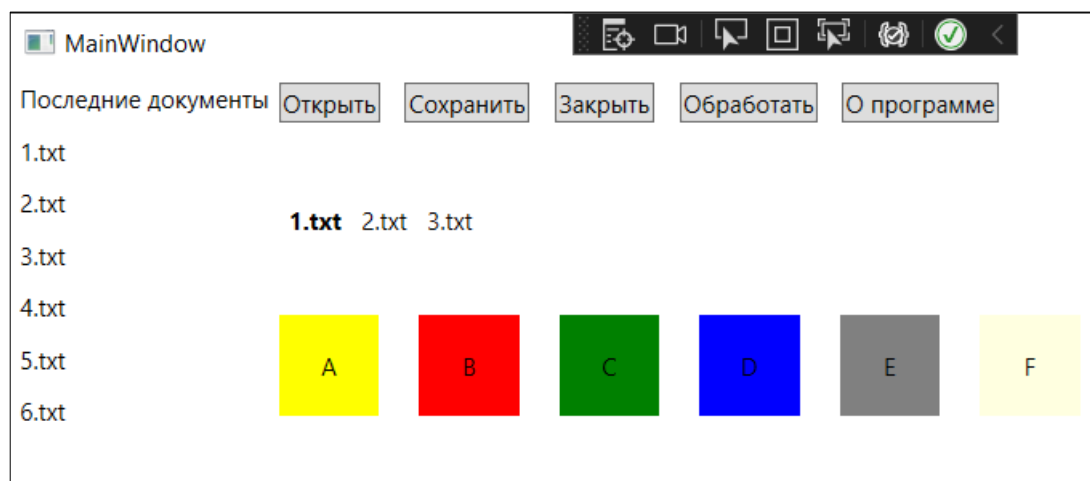 MainWindow
Последние документы
Открыть Сохранить Закрыть Обработать О программе
1.txt
2.txt
3.txt
4.txt
5.txt
6.txt
1.txt 2.txt 3.txt
A B C D E F